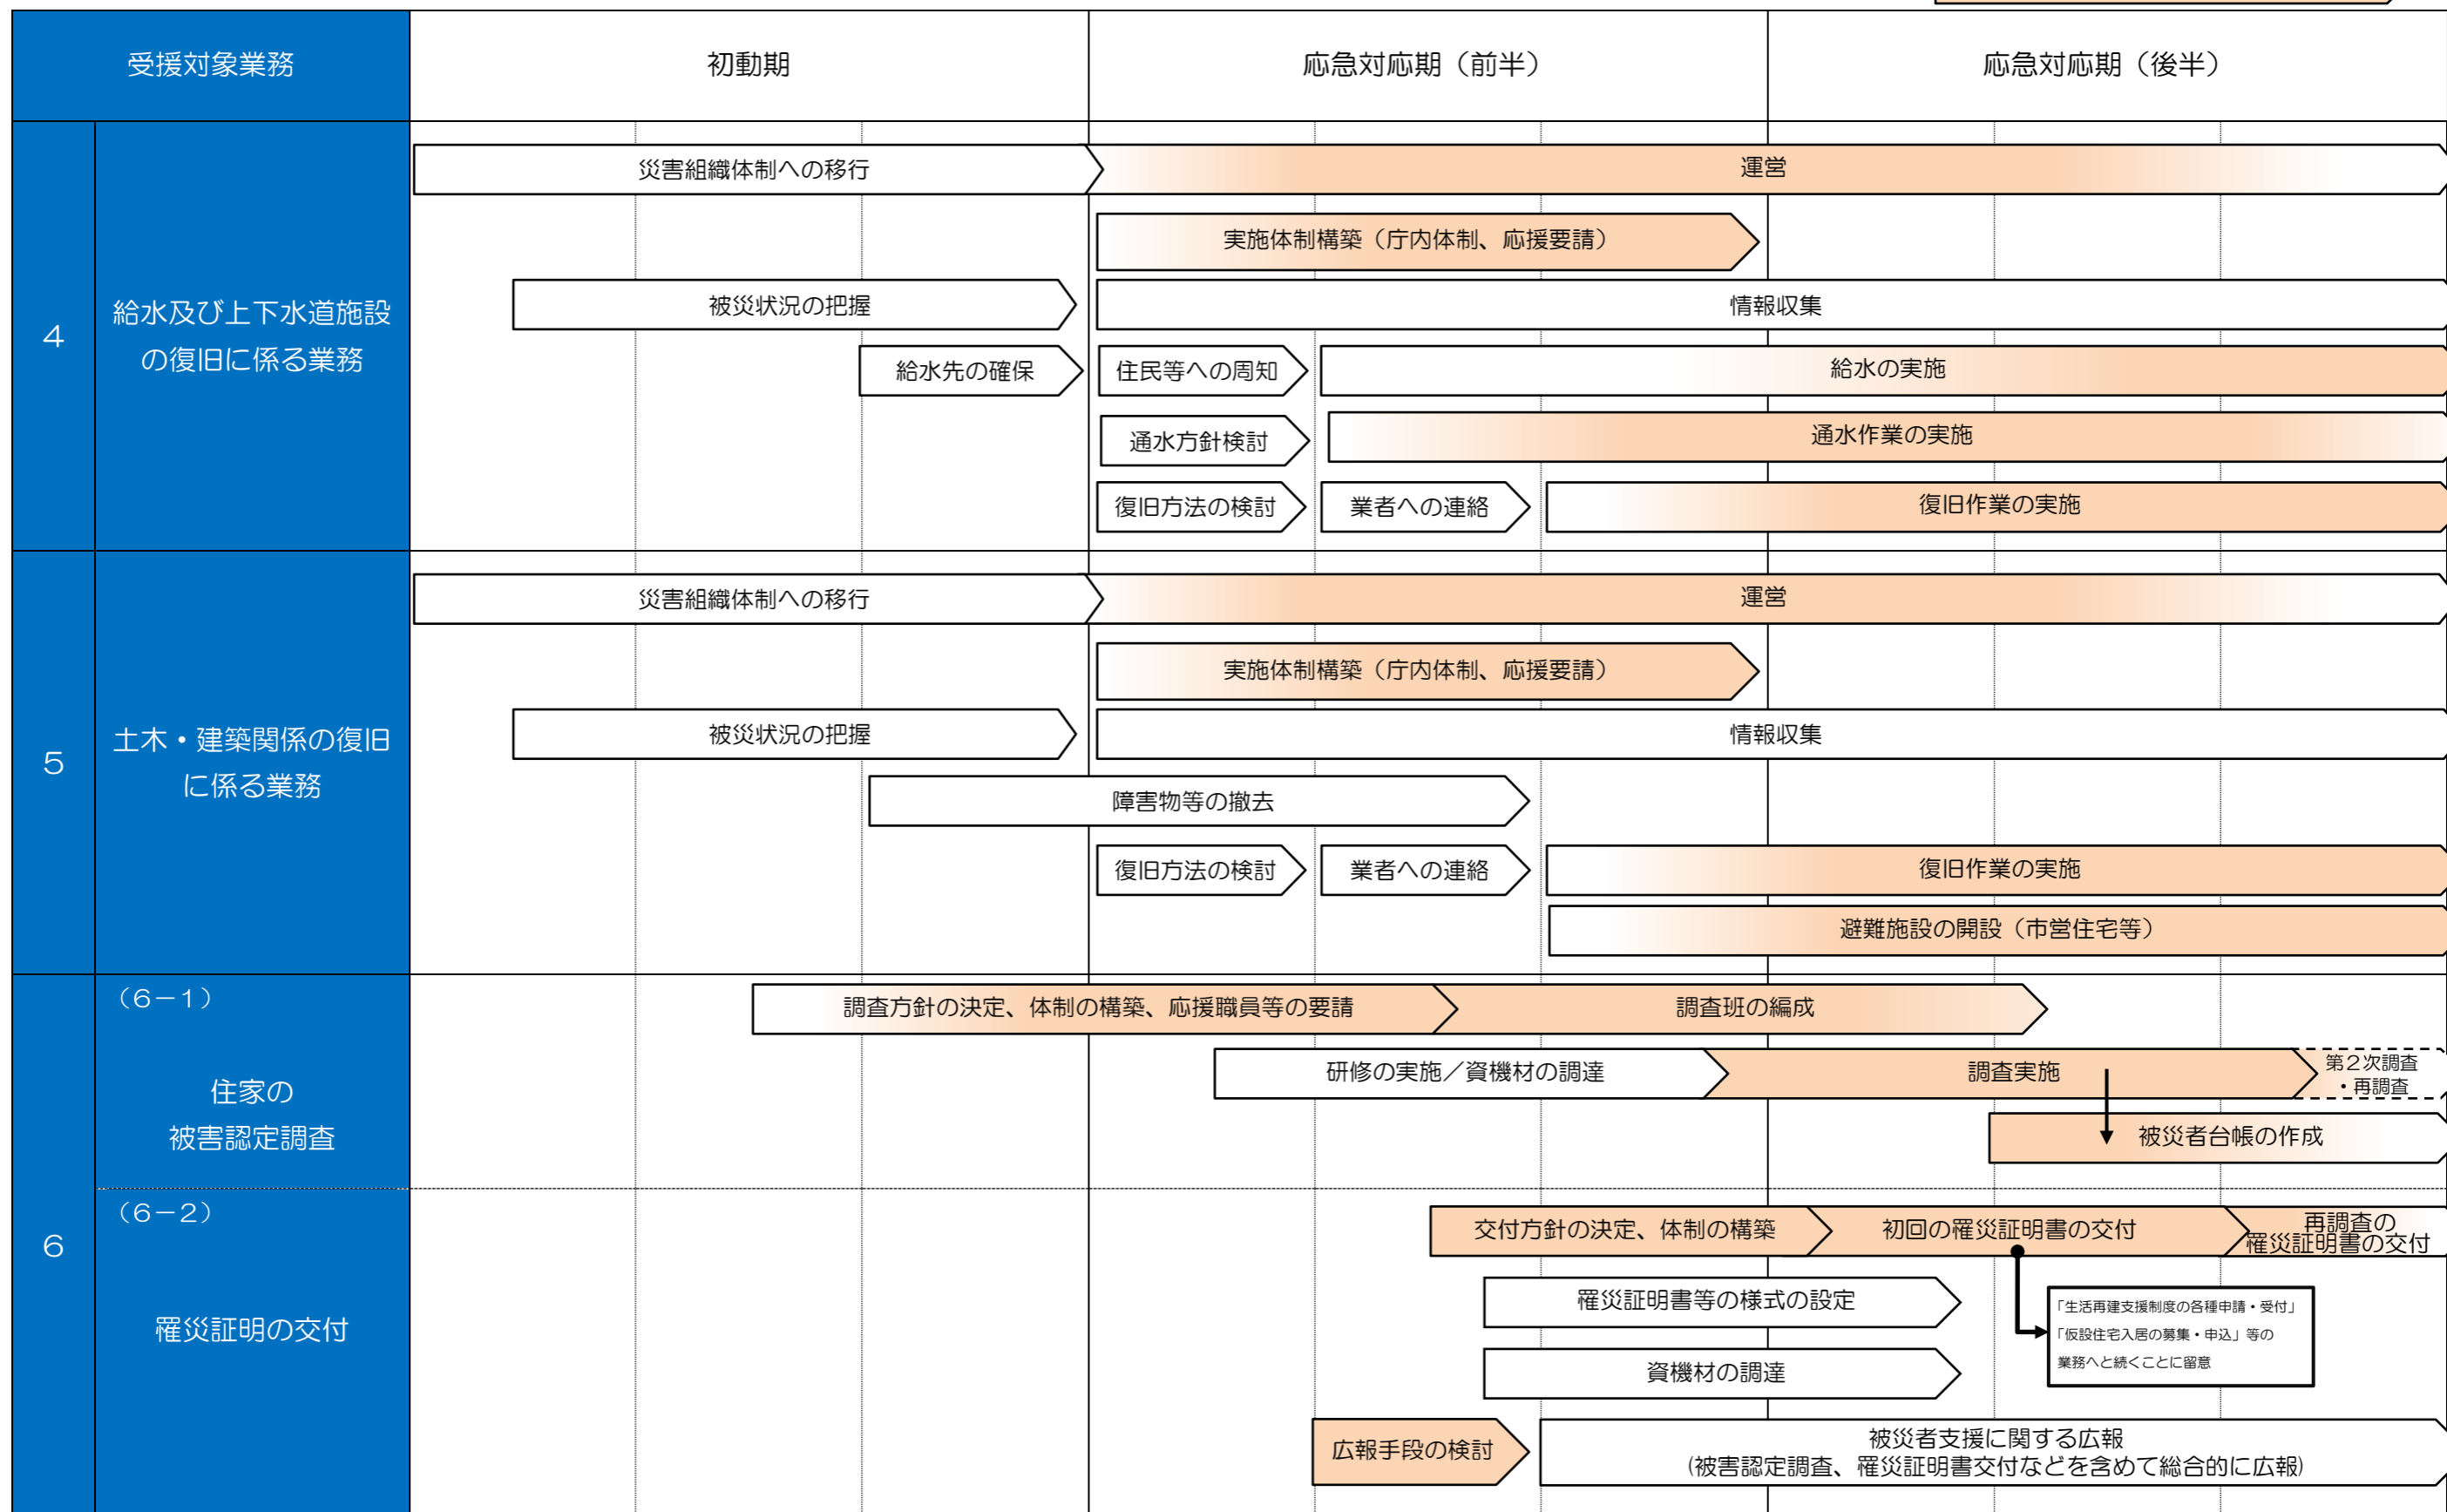 受援対象業務
初動期
応急対応期（前半）
応急対応期（後半）
4
給水及び上下水道施設
の復旧に係る業務
災害組織体制への移行
運営
実施体制構築（庁内体制、応援要請）
被災状況の把握
情報収集
給水先の確保
住民等への周知
給水の実施
通水方針検討
通水作業の実施
復旧方法の検討
業者への連絡
復旧作業の実施
5
土木・建築関係の復旧
に係る業務
災害組織体制への移行
運営
実施体制構築（庁内体制、応援要請）
被災状況の把握
情報収集
障害物等の撤去
復旧方法の検討
業者への連絡
復旧作業の実施
避難施設の開設（市営住宅等）
6
（6－1）
住家の
被害認定調査
調査方針の決定、体制の構築、応援職員等の要請
調査班の編成
研修の実施／資機材の調達
調査実施
第２次調査
・再調査
被災者台帳の作成
（6－2）
罹災証明の交付
交付方針の決定、体制の構築
初回の罹災証明書の交付
再調査の
罹災証明書の交付
罹災証明書等の様式の設定
「生活再建支援制度の各種申請・受付」
「仮設住宅入居の募集・申込」等の
業務へと続くことに留意
資機材の調達
広報手段の検討
被災者支援に関する広報
(被害認定調査、罹災証明書交付などを含めて総合的に広報)